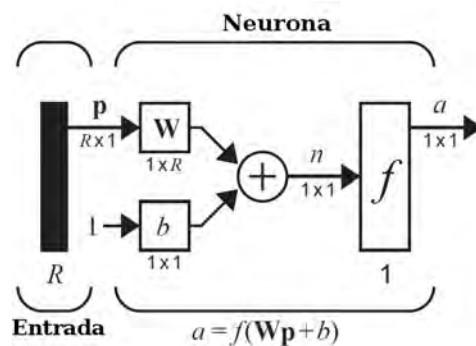 Neurona
p
R x 1
W
1 x R
1
b
1 x 1
+
n
1 x 1
f
a
1 x 1
R
1
Entrada
a = f(Wp + b)